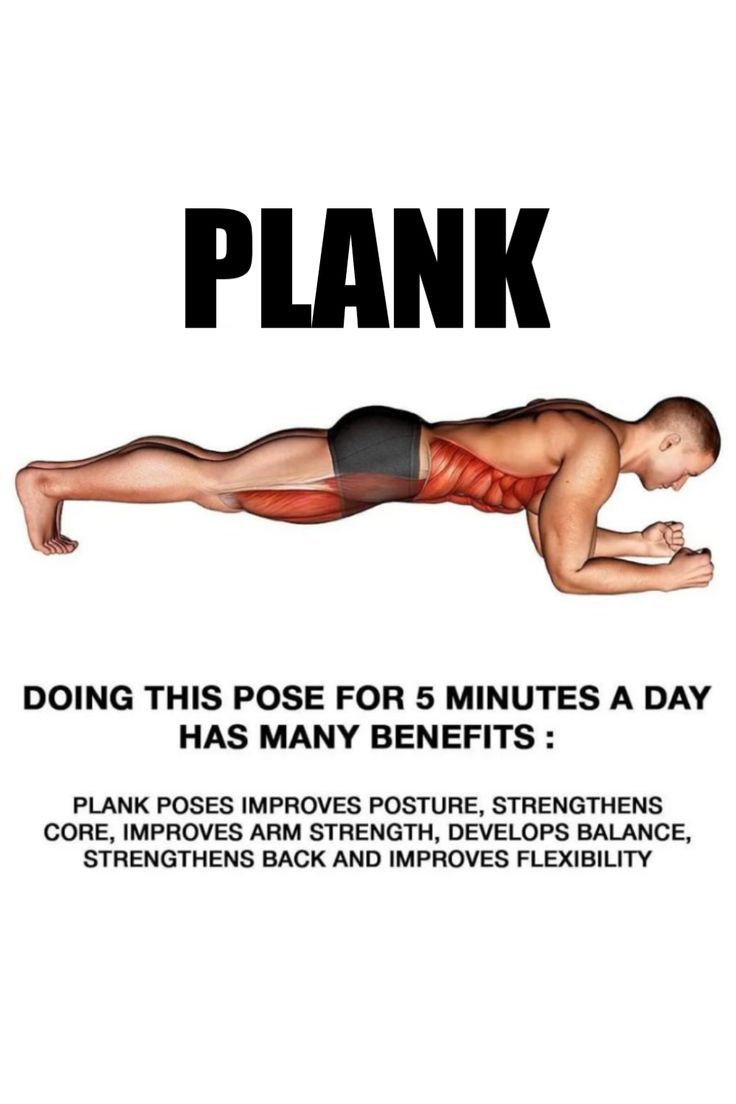 PLANK
DOING THIS POSE FOR 5 MINUTES A DAY
HAS MANY BENEFITS :
PLANK POSES IMPROVES POSTURE, STRENGTHENS
CORE, IMPROVES ARM STRENGTH, DEVELOPS BALANCE,
STRENGTHENS BACK AND IMPROVES FLEXIBILITY